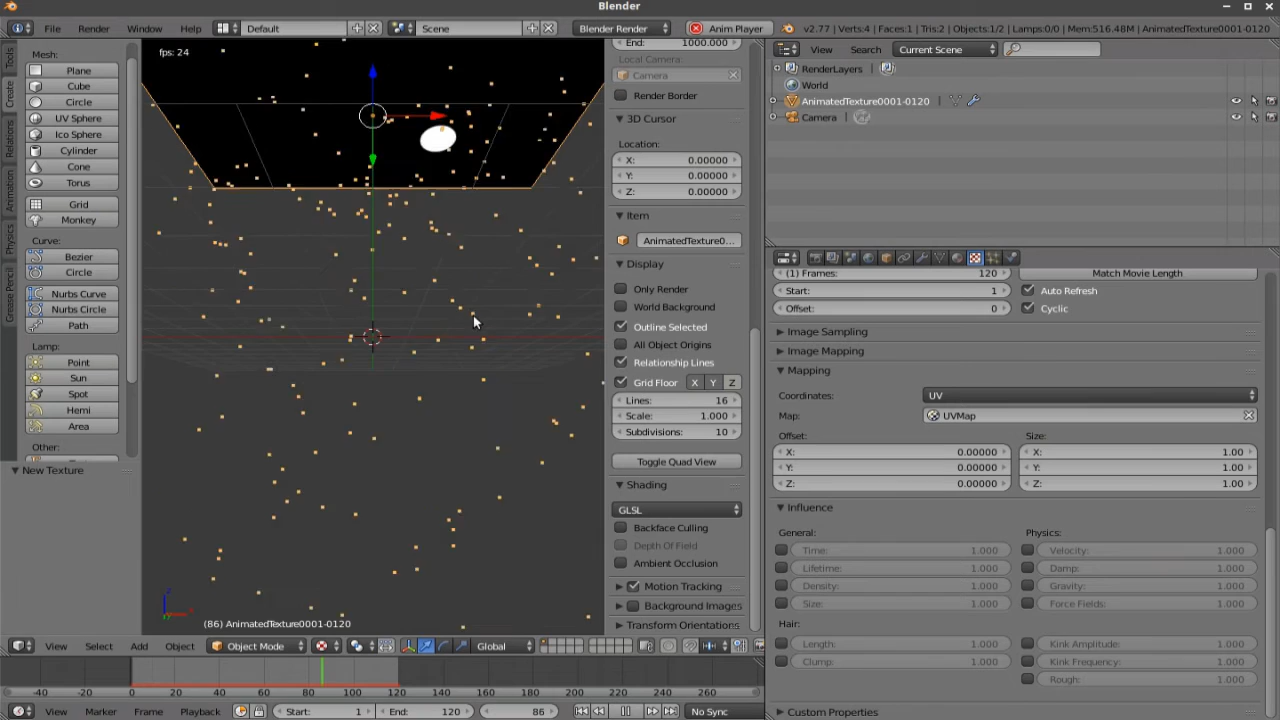 Blender
File Render Window Help Default Scene Blender Render Anim Player v2.77 | Verts:4 | Faces:1 | Tris:2 | Objects:1/2 | Lamps:0/0 | Mem:516.48M | AnimatedTexture0001-0120
Tools
Create
Relations
Animation
Physics
Grease Pencil
Mesh:
Plane
Cube
Circle
UV Sphere
Ico Sphere
Cylinder
Cone
Torus
Grid
Monkey
Curve:
Bezier
Circle
Nurbs Curve
Nurbs Circle
Path
Lamp:
Point
Sun
Spot
Hemi
Area
Other:
New Texture
fps: 24
(86) AnimatedTexture0001-0120
End: 1000.000
Local Camera:
Camera
Render Border
3D Cursor
Location:
X: 0.00000
Y: 0.00000
Z: 0.00000
Item
AnimatedTexture0...
Display
Only Render
World Background
Outline Selected
All Object Origins
Relationship Lines
Grid Floor X Y Z
Lines: 16
Scale: 1.000
Subdivisions: 10
Toggle Quad View
Shading
GLSL
Backface Culling
Depth Of Field
Ambient Occlusion
Motion Tracking
Background Images
Transform Orientations
View Search Current Scene
RenderLayers
World
AnimatedTexture0001-0120
Camera
(1) Frames: 120 Match Movie Length
Start: 1 Auto Refresh
Offset: 0 Cyclic
Image Sampling
Image Mapping
Mapping
Coordinates: UV
Map: UVMap
Offset: Size:
X: 0.00000 X: 1.00
Y: 0.00000 Y: 1.00
Z: 0.00000 Z: 1.00
Influence
General: Physics:
Time: 1.000 Velocity: 1.000
Lifetime: 1.000 Damp: 1.000
Density: 1.000 Gravity: 1.000
Size: 1.000 Force Fields: 1.000
Hair:
Length: 1.000 Kink Amplitude: 1.000
Clump: 1.000 Kink Frequency: 1.000
Rough: 1.000
Custom Properties
View Select Add Object Object Mode Global
-40 -20 0 20 40 60 80 100 120 140 160 180 200 220 240 260
View Marker Frame Playback Start: 1 End: 120 86 No Sync